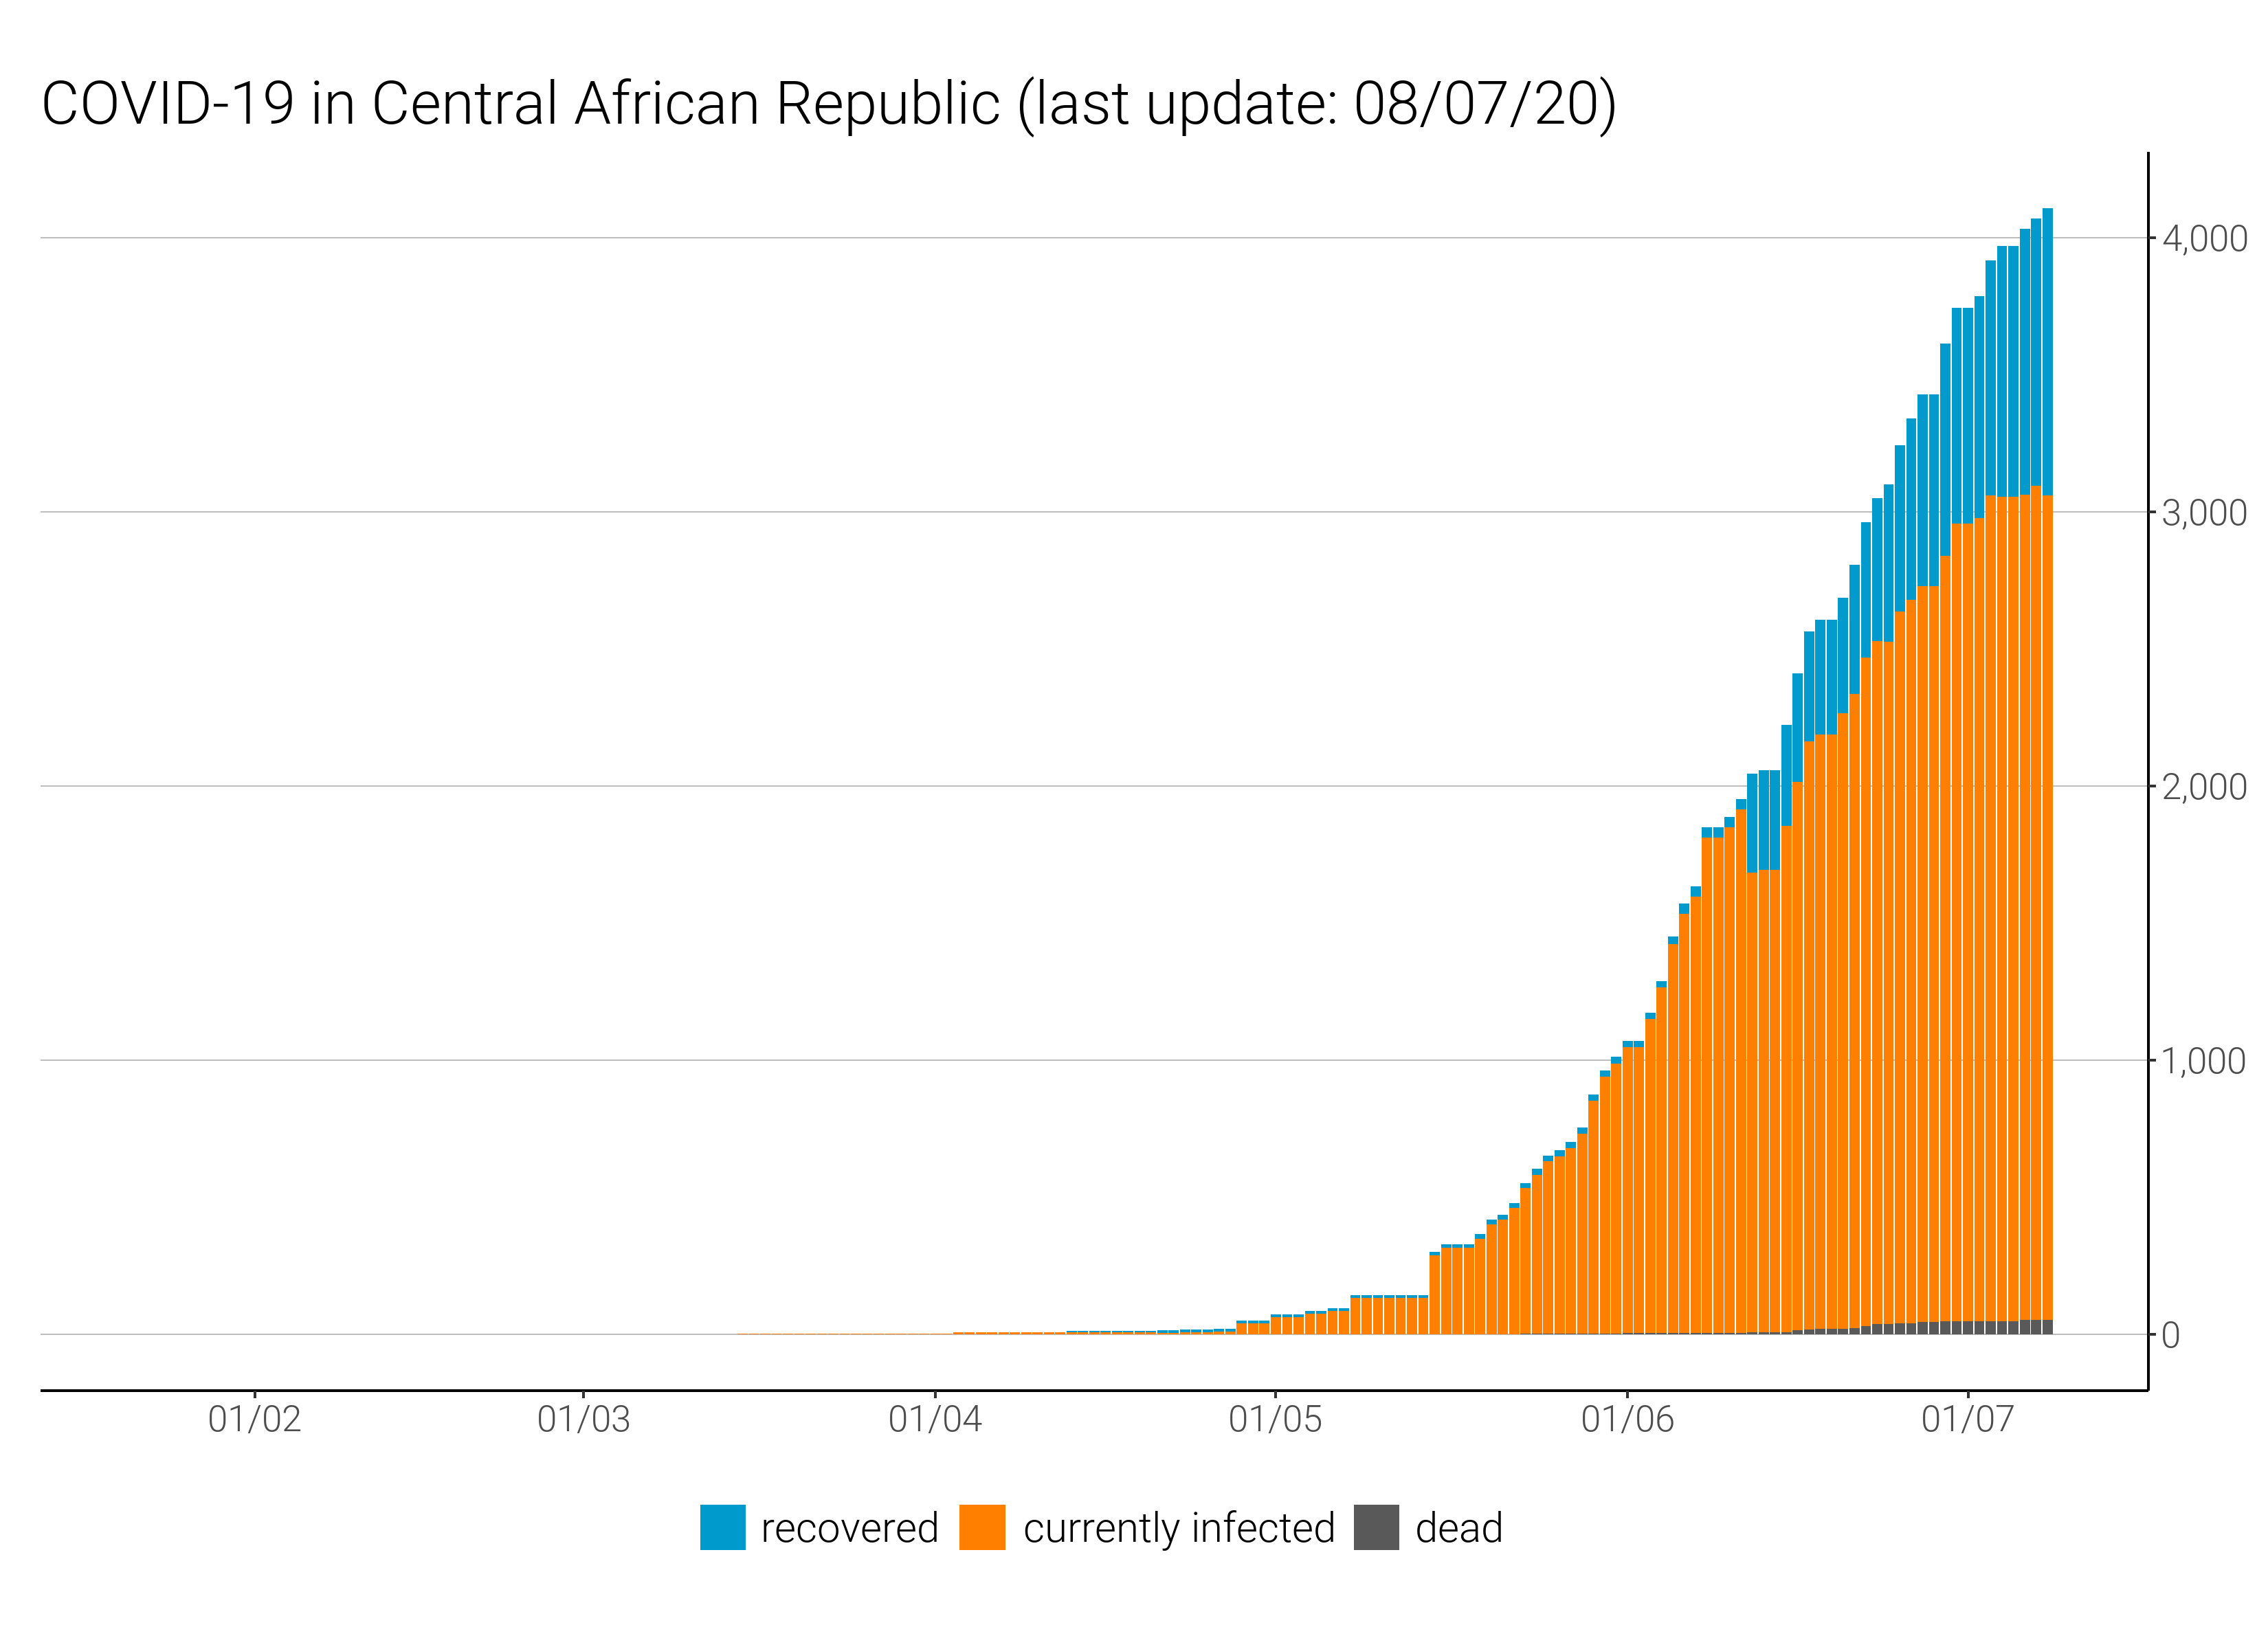 COVID-19 in Central African Republic (last update: 08/07/20)
4,000
3,000
2,000
1,000
0
01/02 01/03 01/04 01/05 01/06 01/07
recovered currently infected dead